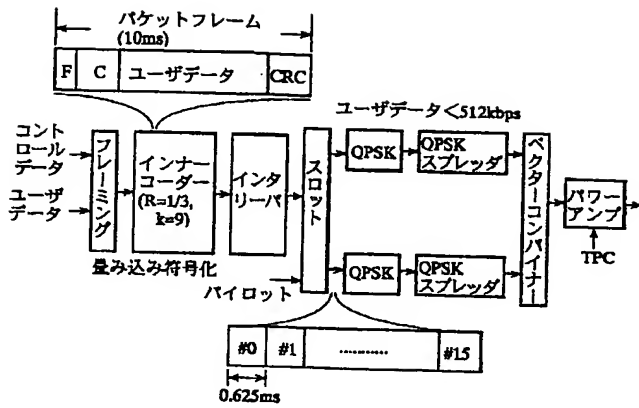 パケットフレーム
(10ms)
F
C
ユーザデータ
CRC
ユーザデータ<512kbps
コント
ロールデータ
ユーザ
データ
フレーミング
インナー
コーダー
(R=1/3,
k=9)
畳み込み符号化
インタ
リーバ
スロット
パイロット
QPSK
QPSK
スプレッダ
QPSK
QPSK
スプレッダ
ベクターコンバイナー
パワー
アンプ
TPC
#0
#1
...........
#15
0.625ms